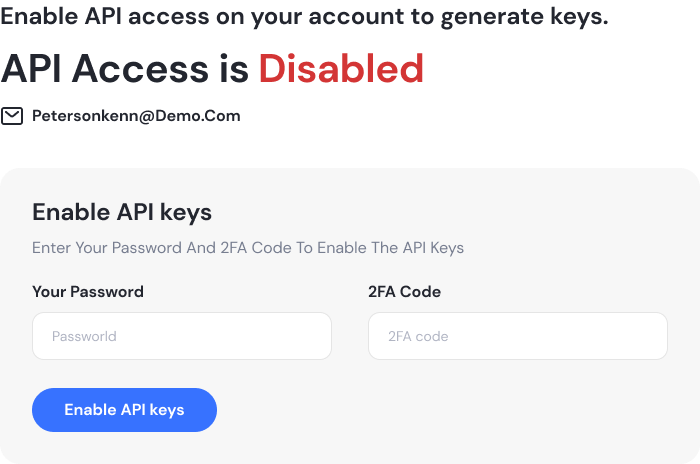 Enable API access on your account to generate keys.
API Access is Disabled
Petersonkenn@Demo.Com
Enable API keys
Enter Your Password And 2FA Code To Enable The API Keys
Your Password
2FA Code
Passworld
2FA code
Enable API keys